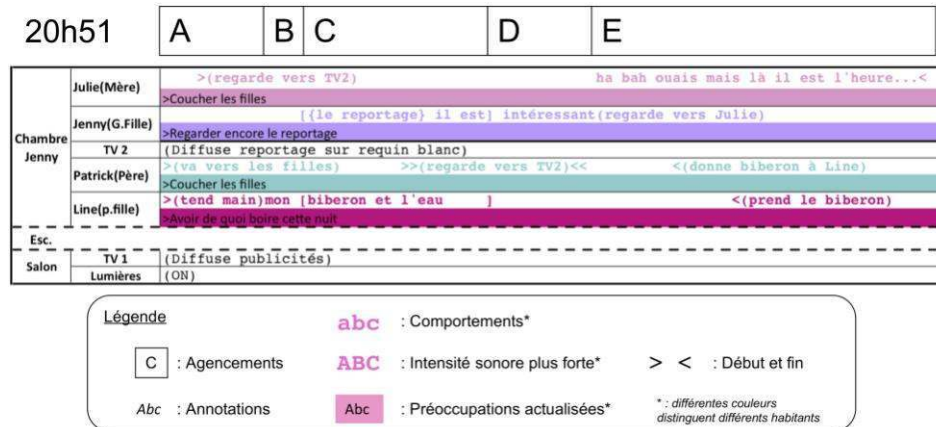 20h51 A B C D E
Julie(Mère) >(regarde vers TV2) ha bah ouais mais là il est l'heure...<
>Coucher les filles
Jenny(G.Fille) [{le reportage} il est] intéressant(regarde vers Julie)
>Regarder encore le reportage
Chambre Jenny
TV 2 (Diffuse reportage sur requin blanc)
Patrick(Père) >(va vers les filles) >>(regarde vers TV2)<< <(donne biberon à Line)
>Coucher les filles
Line(p.fille) >(tend main)mon [biberon et l'eau ] <(prend le biberon)
>Avoir de quoi boire cette nuit
Esc.
Salon TV 1 (Diffuse publicités)
Lumières (ON)
Légende
abc : Comportements*
C : Agencements ABC : Intensité sonore plus forte* > < : Début et fin
Abc : Annotations Abc : Préoccupations actualisées* * : différentes couleurs
distinguent différents habitants